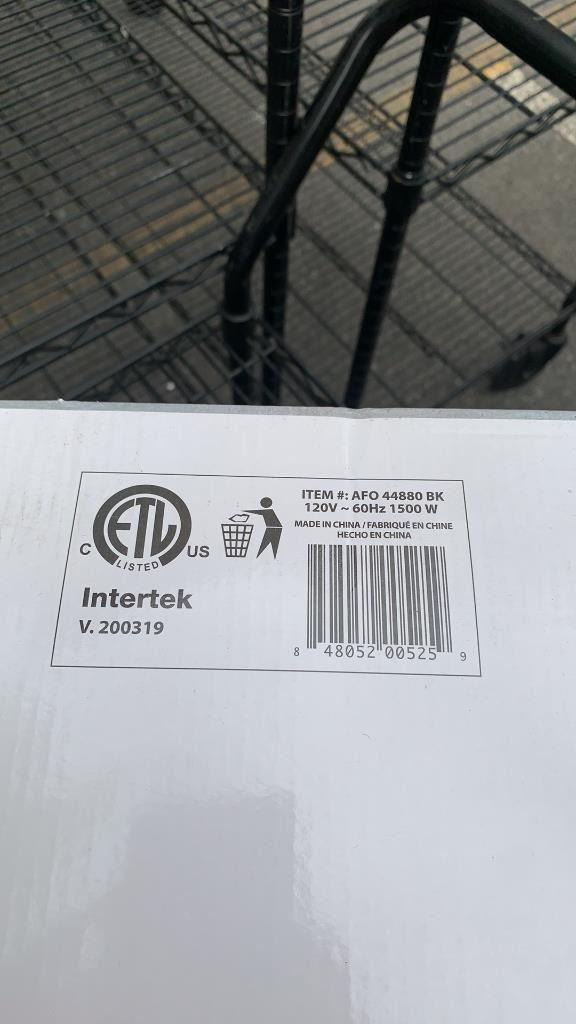 ETL
LISTED
C US
Intertek
V. 200319
ITEM #: AFO 44880 BK
120V ~ 60Hz 1500 W
MADE IN CHINA / FABRIQUÉ EN CHINE
HECHO EN CHINA
8 48052 00525 9